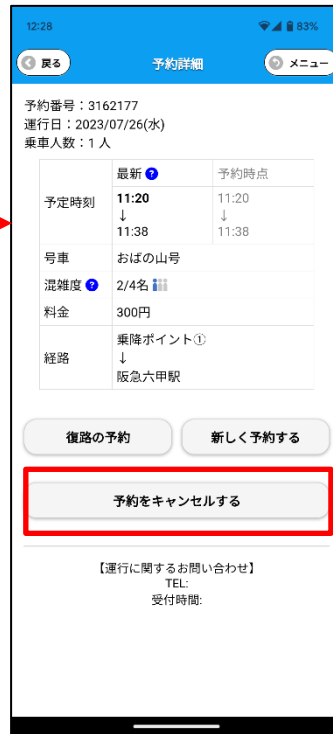 12:28 83%
戻る 予約詳細 メニュー
予約番号：3162177
運行日：2023/07/26(水)
乗車人数：1 人
最新 ? 予約時点
予定時刻 11:20 11:20
↓ ↓
11:38 11:38
号車 おばの山号
混雑度 ? 2/4名
料金 300円
乗降ポイント①
経路 ↓
阪急六甲駅
復路の予約 新しく予約する
予約をキャンセルする
【運行に関するお問い合わせ】
TEL:
受付時間: